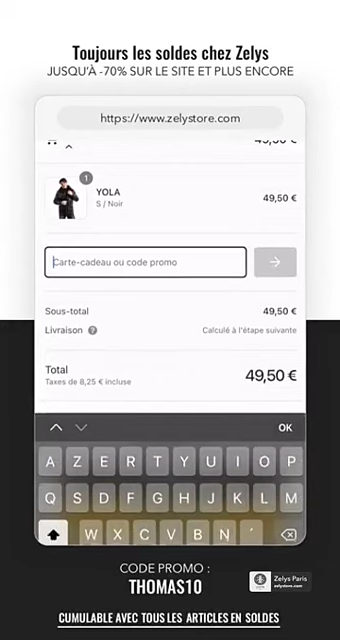 Toujours les soldes chez Zelys
JUSQU'À -70% SUR LE SITE ET PLUS ENCORE
https://www.zelystore.com
49,50 €
1
YOLA
S / Noir
49,50 €
Carte-cadeau ou code promo
Sous-total
49,50 €
Livraison ?
Calculé à l'étape suivante
Total
Taxes de 8,25 € incluse
49,50 €
OK
A Z E R T Y U I O P
Q S D F G H J K L M
W X C V B N '
CODE PROMO :
THOMAS10
Zelys Paris
zelystore.com
CUMULABLE AVEC TOUS LES ARTICLES EN SOLDES